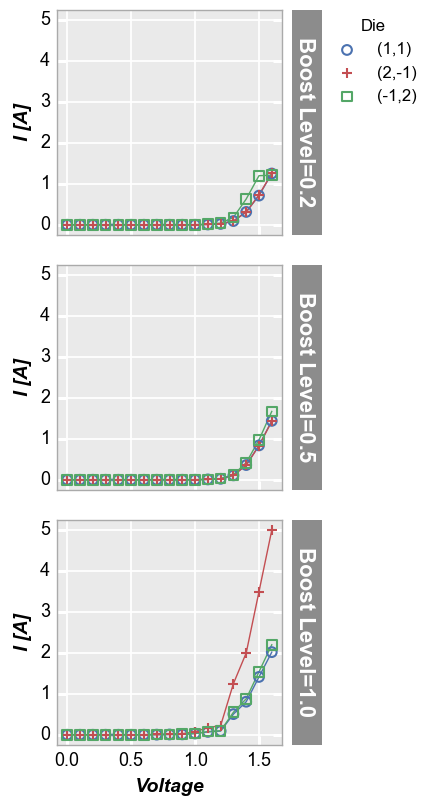 Die
(1,1)
(2,-1)
(-1,2)
5
4
3
2
1
0
I [A]
Boost Level=0.2
5
4
3
2
1
0
I [A]
Boost Level=0.5
5
4
3
2
1
0
I [A]
Boost Level=1.0
0.0 0.5 1.0 1.5
Voltage